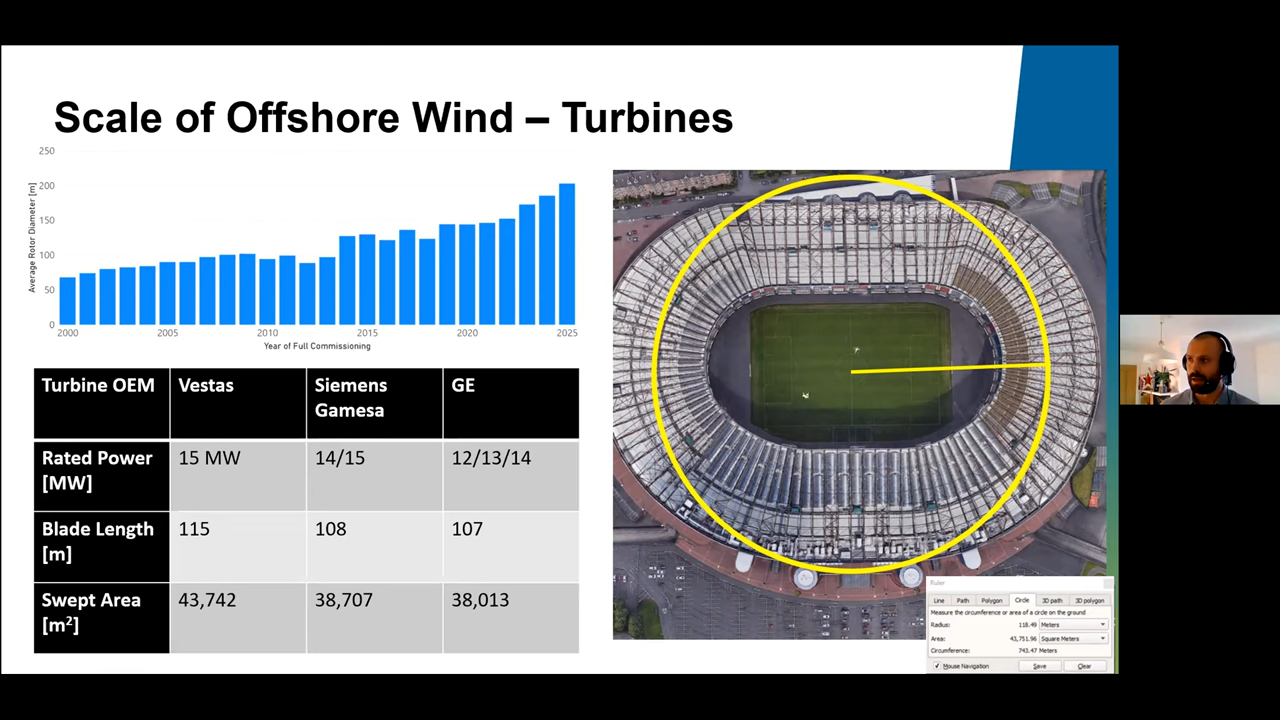 Scale of Offshore Wind – Turbines
250
200
150
100
50
0
Average Rotor Diameter [m]
2000 2005 2010 2015 2020 2025
Year of Full Commissioning
Turbine OEM Vestas Siemens Gamesa GE
Rated Power [MW] 15 MW 14/15 12/13/14
Blade Length [m] 115 108 107
Swept Area [m²] 43,742 38,707 38,013
Ruler
Line Path Polygon Circle 3D path 3D polygon
Measure the circumference or area of a circle on the ground
Radius: 118.49 Meters
Area: 43,751.96 Square Meters
Circumference: 743.47 Meters
Mouse Navigation Save Clear